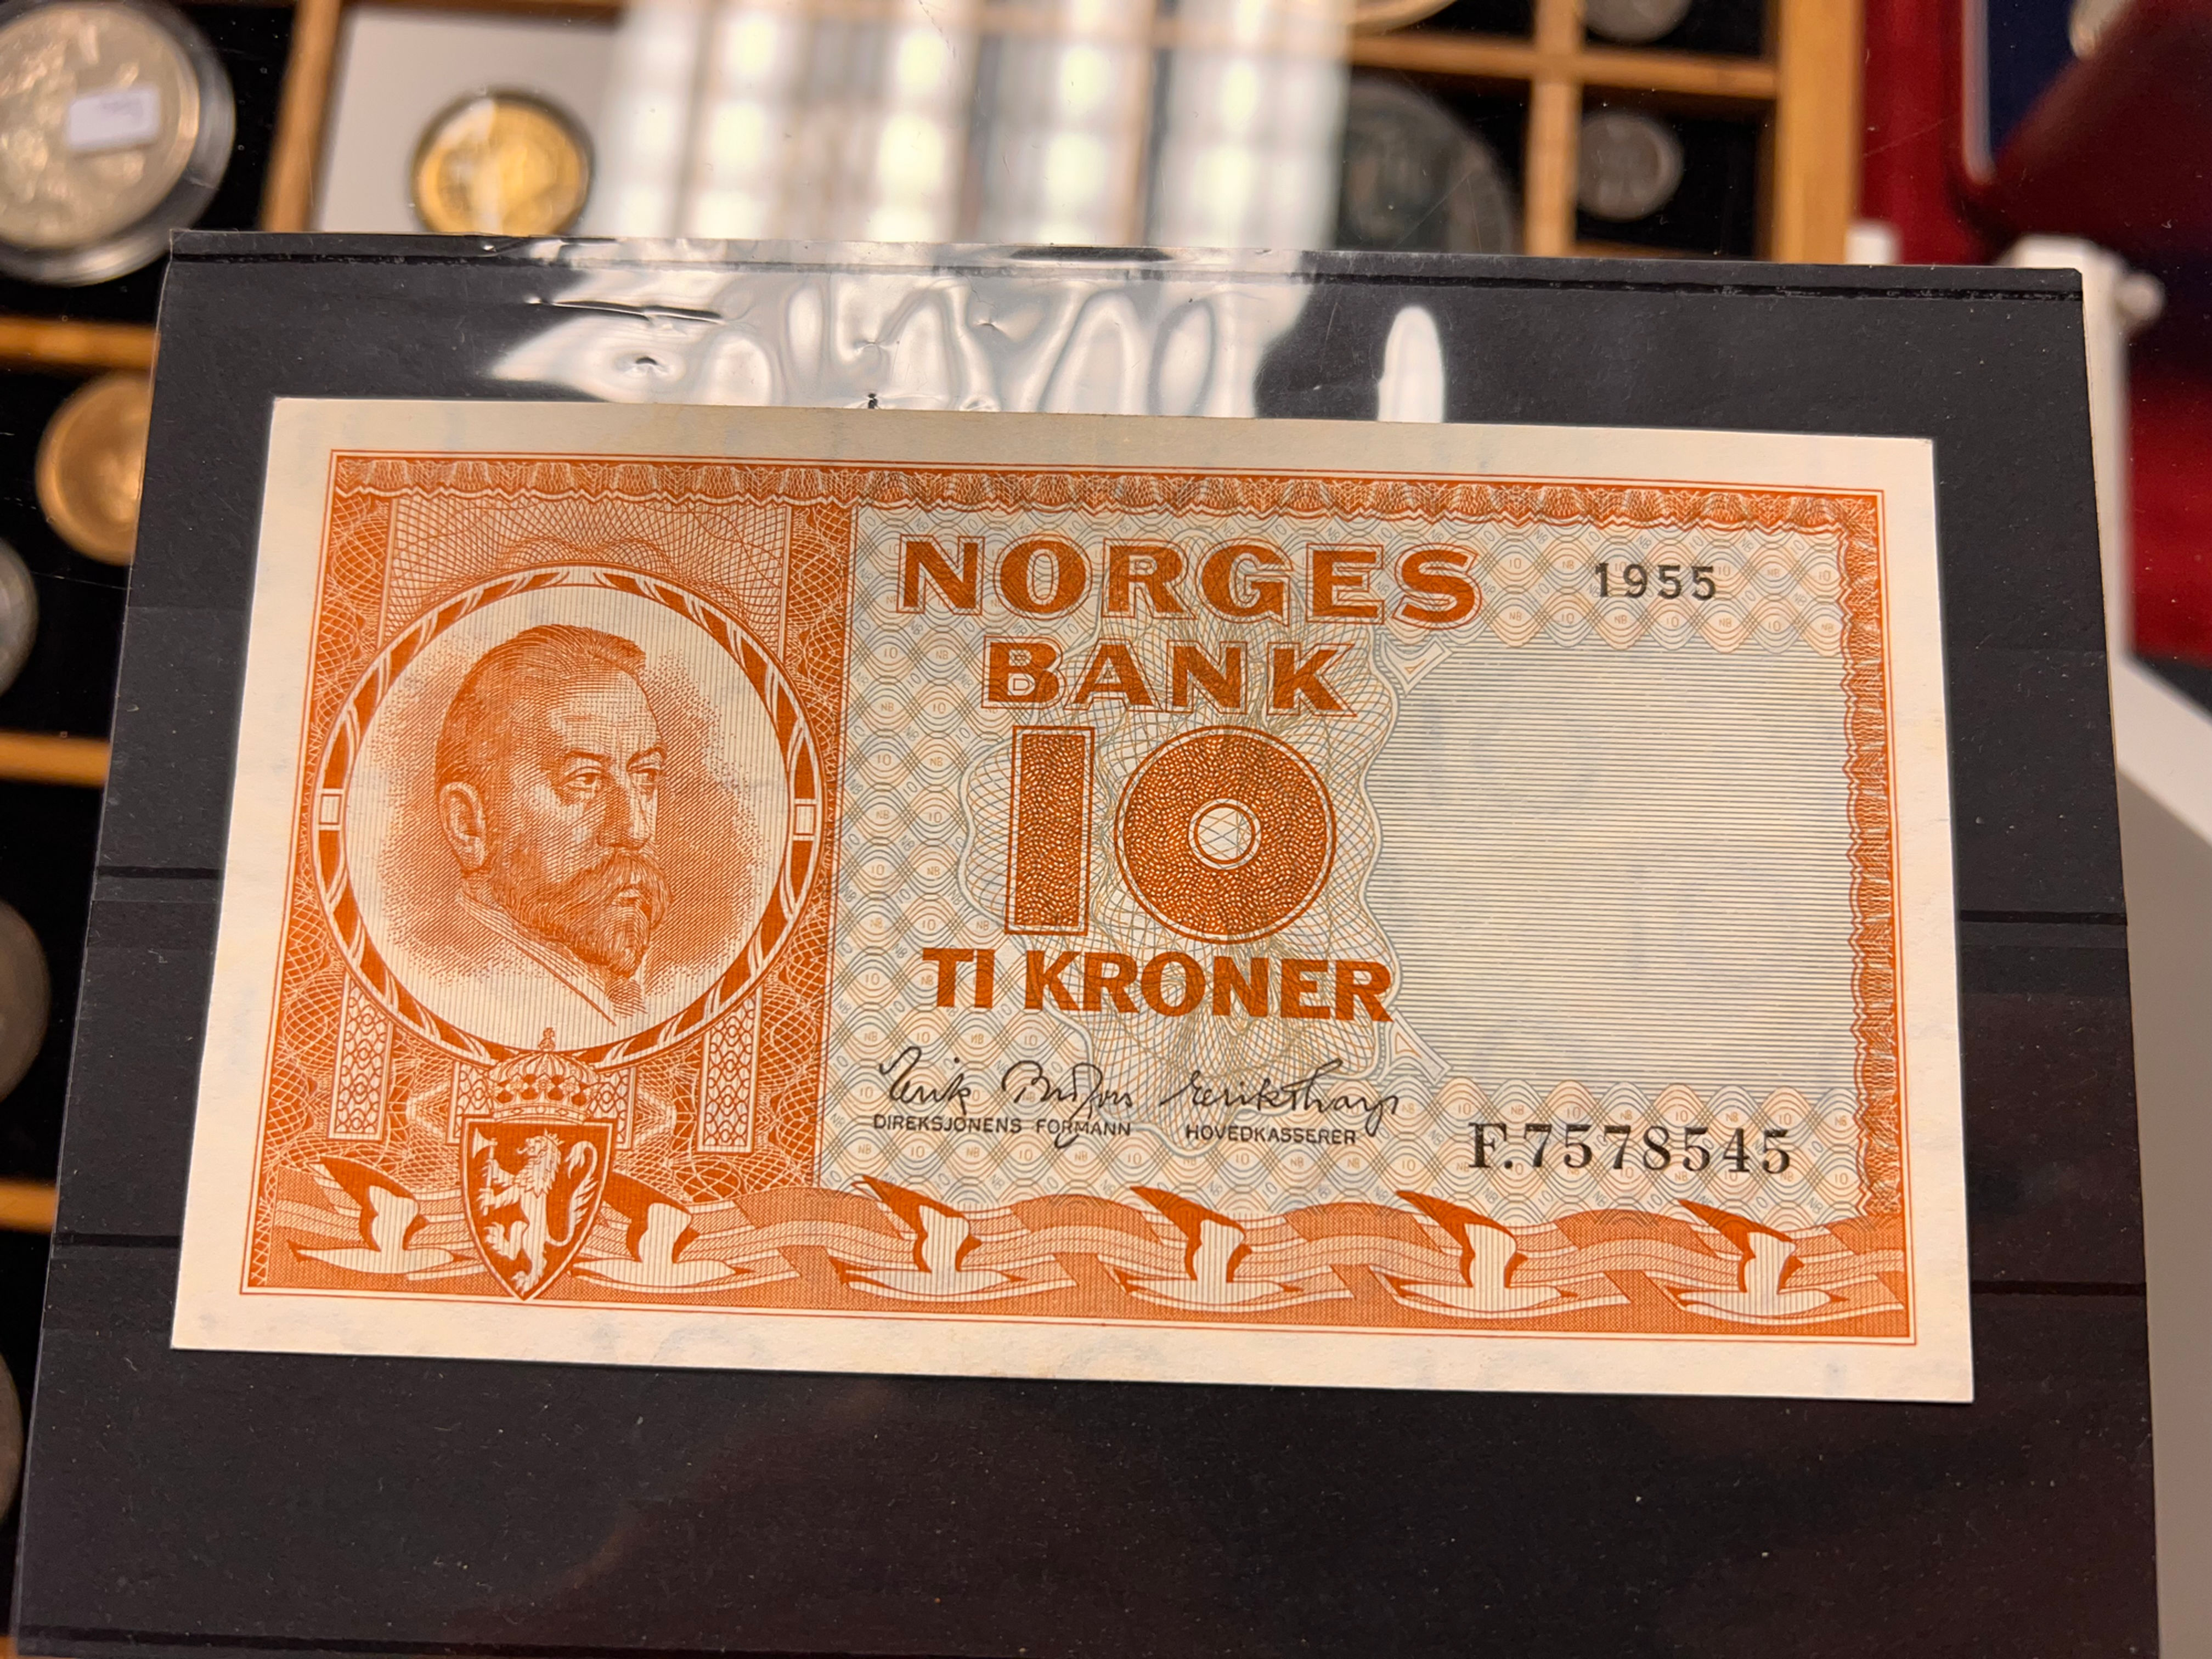 NORGES 1955
BANK
10
TI KRONER
DIREKSJONENS FORMANN HOVEDKASSERER
F.7578545